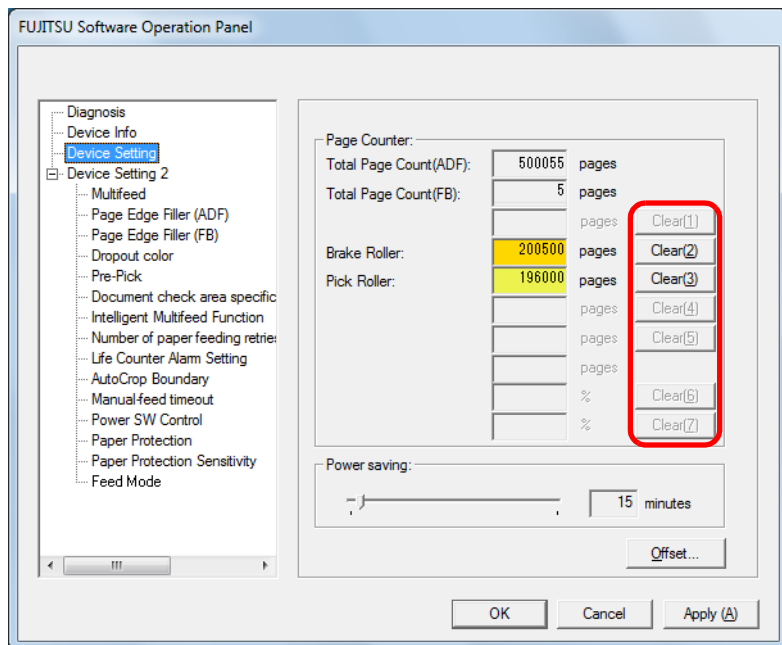 FUJITSU Software Operation Panel
Diagnosis
Device Info
Device Setting
Device Setting 2
Multifeed
Page Edge Filler (ADF)
Page Edge Filler (FB)
Dropout color
Pre-Pick
Document check area specific
Intelligent Multifeed Function
Number of paper feeding retries
Life Counter Alarm Setting
AutoCrop Boundary
Manual-feed timeout
Power SW Control
Paper Protection
Paper Protection Sensitivity
Feed Mode
Page Counter:
Total Page Count(ADF): 500055 pages
Total Page Count(FB): 5 pages
pages Clear(1)
Brake Roller: 200500 pages Clear(2)
Pick Roller: 196000 pages Clear(3)
pages Clear(4)
pages Clear(5)
pages
% Clear(6)
% Clear(7)
Power saving:
15 minutes
Offset...
OK Cancel Apply (A)